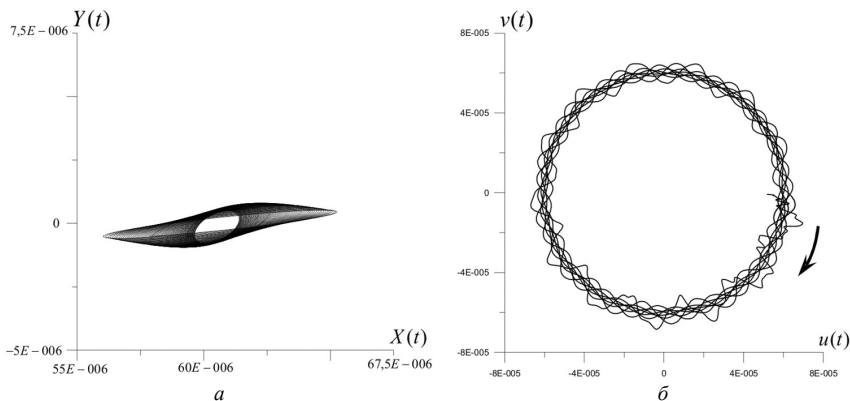 Y(t)
7,5E−006
0
−5E−006
55E−006
60E−006
67,5E−006
X(t)
а
v(t)
8E-005
4E-005
0
-4E-005
-8E-005
-8E-005
-4E-005
0
4E-005
8E-005
u(t)
б